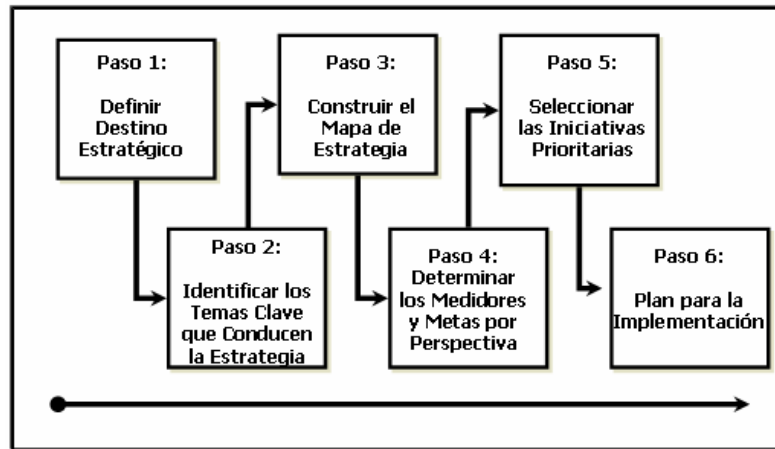 Paso 1:
Definir
Destino
Estratégico
Paso 2:
Identificar los
Temas Clave
que Conducen
la Estrategia
Paso 3:
Construir el
Mapa de
Estrategia
Paso 4:
Determinar
los Medidores
y Metas por
Perspectiva
Paso 5:
Seleccionar
las Iniciativas
Prioritarias
Paso 6:
Plan para la
Implementación